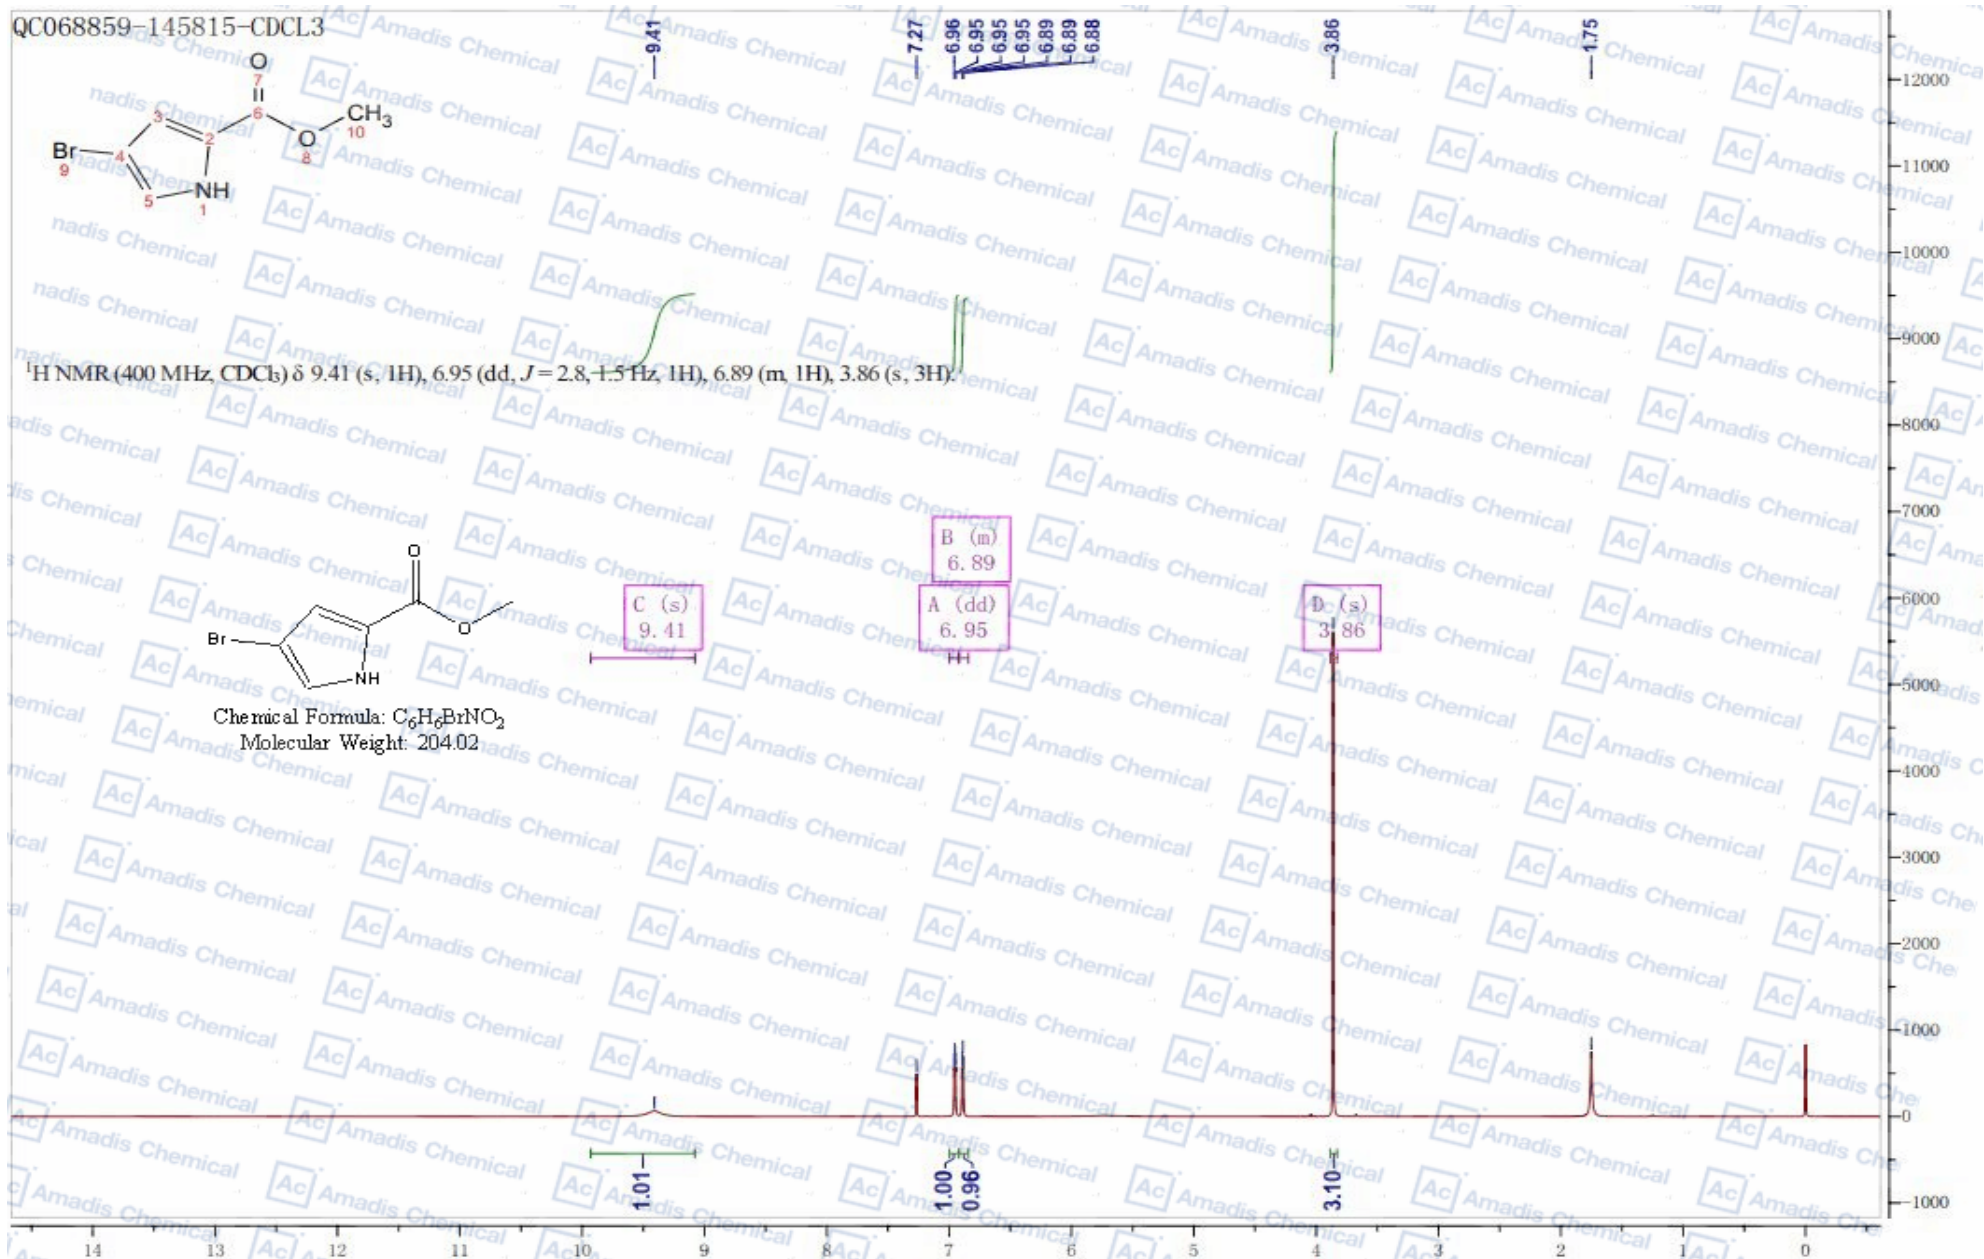 QC068859-145815-CDCL3
9.41
7.27
6.96
6.95
6.95
6.95
6.89
6.89
6.88
3.86
1.75
O
7
3
6
CH₃
10
2
O
8
Br
9
4
5
NH
1
¹H NMR (400 MHz, CDCl₃) δ 9.41 (s, 1H), 6.95 (dd, J = 2.8, 1.5 Hz, 1H), 6.89 (m, 1H), 3.86 (s, 3H).
B (m)
6.89
C (s)
9.41
A (dd)
6.95
D (s)
3.86
O
Br
O
NH
Chemical Formula: C₆H₆BrNO₂
Molecular Weight: 204.02
12000
11000
10000
9000
8000
7000
6000
5000
4000
3000
2000
1000
0
-1000
1.01
1.00
0.96
3.10
14 13 12 11 10 9 8 7 6 5 4 3 2 1 0
Ac Amadis Chemical